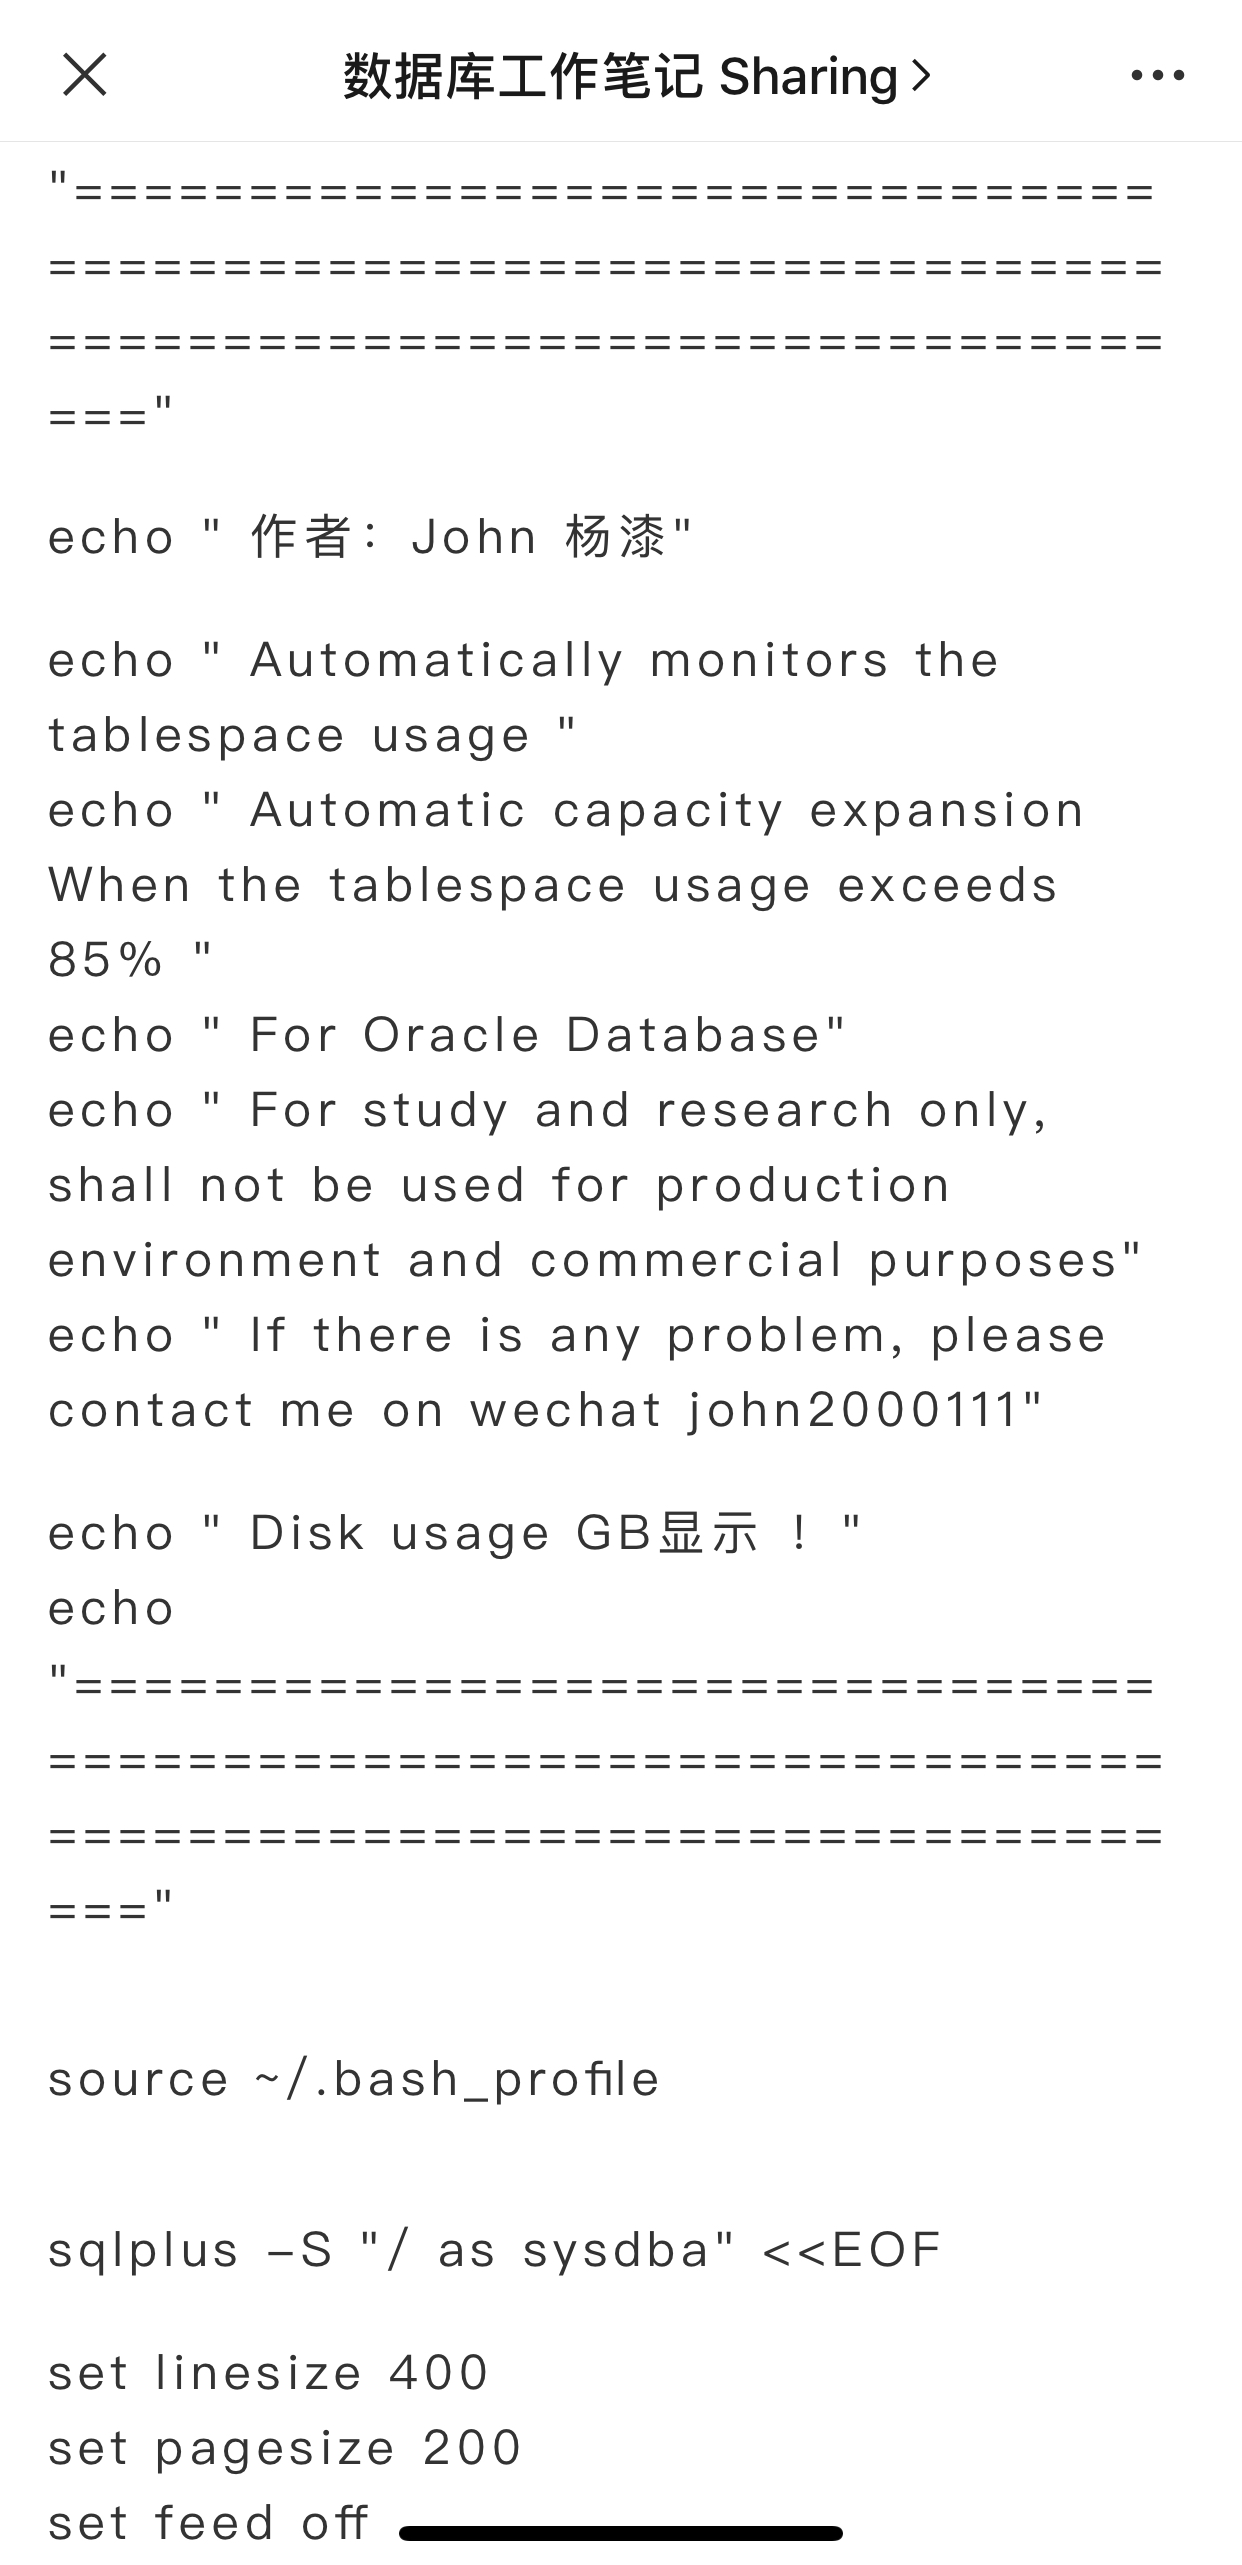 数据库工作笔记 Sharing
"===============================
================================
================================
==="
echo " 作者：John 杨漆"
echo " Automatically monitors the
tablespace usage "
echo " Automatic capacity expansion
When the tablespace usage exceeds
85% "
echo " For Oracle Database"
echo " For study and research only,
shall not be used for production
environment and commercial purposes"
echo " If there is any problem, please
contact me on wechat john2000111"
echo " Disk usage GB显示 ！"
echo
"===============================
================================
================================
==="
source ~/.bash_profile
sqlplus –S "/ as sysdba" <<EOF
set linesize 400
set pagesize 200
set feed off